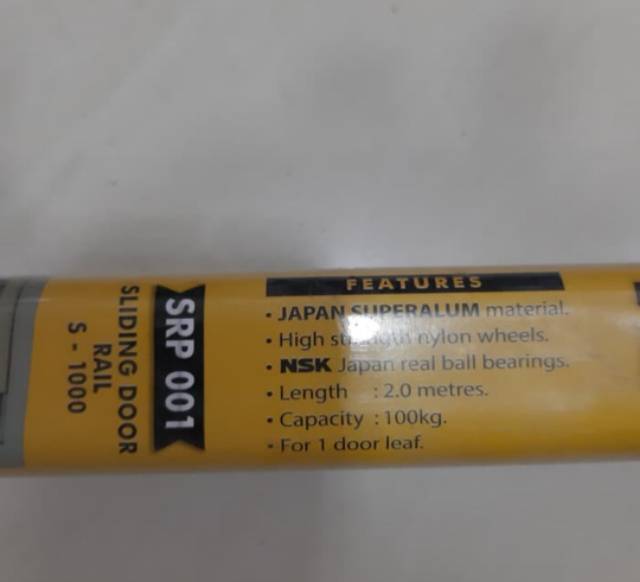 SLIDING DOOR
RAIL
S - 1000
SRP 001
FEATURES
• JAPAN SUPERALUM material.
• High strength nylon wheels.
• NSK Japan real ball bearings.
• Length : 2.0 metres.
• Capacity : 100kg.
• For 1 door leaf.